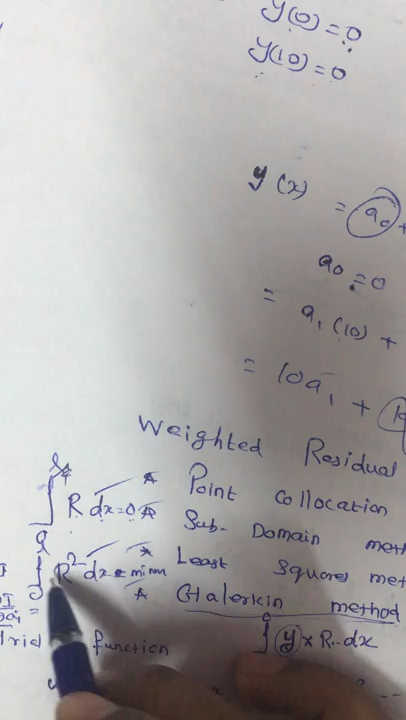 y(0)=0
y(10)=0
y(x) = a₀ +
a₀ = 0
= a₁(10) +
= 10a₁ +
Weighted Residual
* Point Collocation
∫ R dx=0 * Sub-Domain met
∫ R² dx = minm * Least Squares met
* Galerkin method
function ∫ y × R.dx